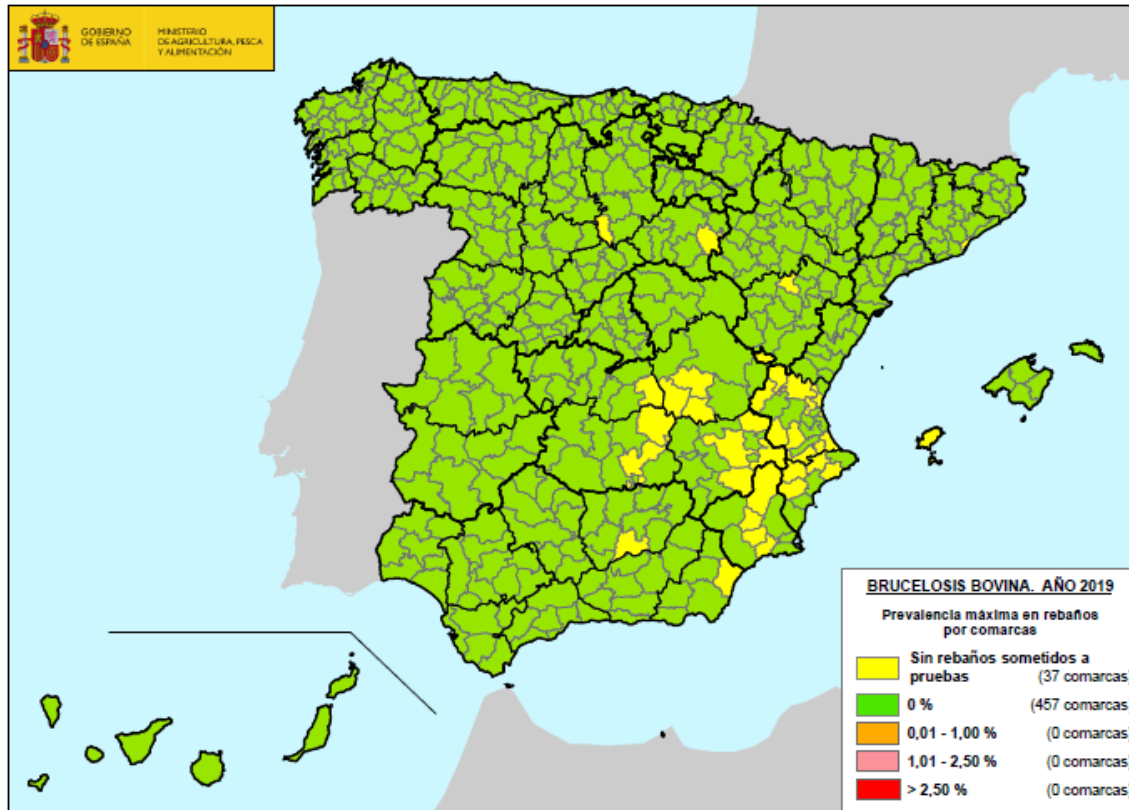 GOBIERNO
DE ESPAÑA
MINISTERIO
DE AGRICULTURA, PESCA
Y ALIMENTACIÓN
BRUCELOSIS BOVINA. AÑO 2019
Prevalencia máxima en rebaños
por comarcas
Sin rebaños sometidos a
pruebas (37 comarcas)
0 % (457 comarcas)
0,01 - 1,00 % (0 comarcas)
1,01 - 2,50 % (0 comarcas)
> 2,50 % (0 comarcas)